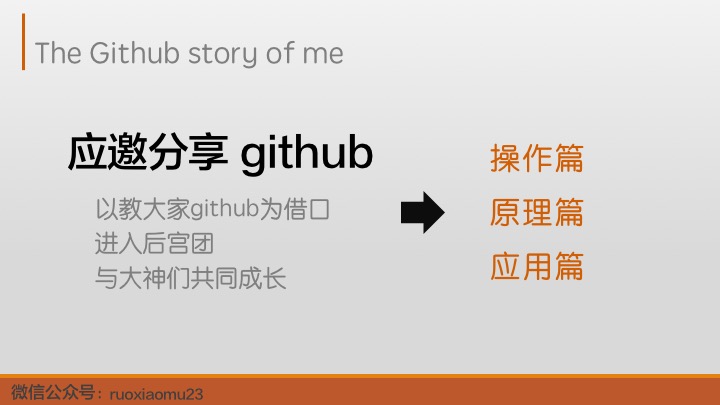 The Github story of me
应邀分享 github
以教大家github为借口
进入后宫团
与大神们共同成长
操作篇
原理篇
应用篇
微信公众号：ruoxiaomu23